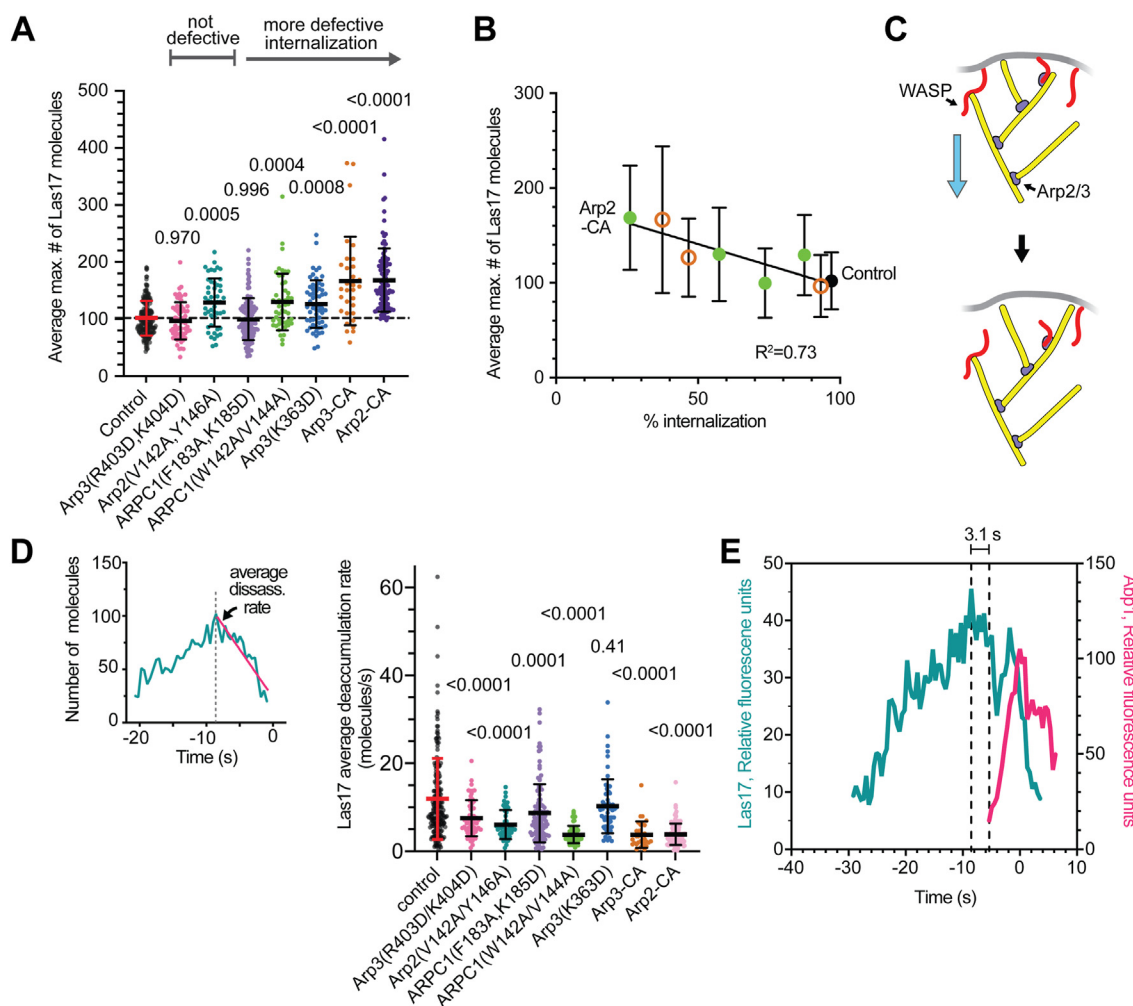 A
not
defective
more defective
internalization
Average max. # of Las17 molecules
500
400
300
200
100
0
0.970
0.0005
0.996
0.0004
0.0008
<0.0001
<0.0001
Control
Arp3(R403D,K404D)
Arp2(V142A,Y146A)
ARPC1(F183A,K185D)
ARPC1(W142A/V144A)
Arp3(K363D)
Arp3-CA
Arp2-CA
B
Average max. # of Las17 molecules
300
200
100
0
Arp2
-CA
Control
R²=0.73
0
50
100
% internalization
C
WASP
Arp2/3
D
Number of molecules
150
100
50
0
average
dissass.
rate
-20
-10
0
Time (s)
Las17 average deaccumulation rate
(molecules/s)
60
40
20
0
<0.0001
<0.0001
0.0001
<0.0001
0.41
<0.0001
<0.0001
control
Arp3(R403D/K404D)
Arp2(V142A/Y146A)
ARPC1(F183A,K185D)
ARPC1(W142A/V144A)
Arp3(K363D)
Arp3-CA
Arp2-CA
E
3.1 s
Las17, Relative fluorescene units
50
40
30
20
10
0
150
100
50
0
Abp1, Relative fluorescence units
-40
-30
-20
-10
0
10
Time (s)